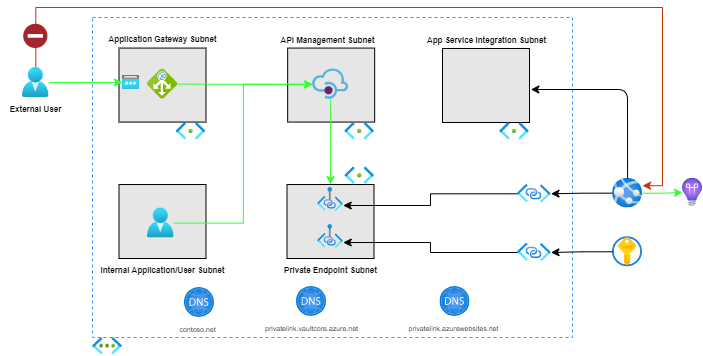 Application Gateway Subnet
API Management Subnet
App Service Integration Subnet
External User
Internal Application/User Subnet
Private Endpoint Subnet
DNS
DNS
DNS
contoso.net
privatelink.vaultcore.azure.net
privatelink.azurewebsites.net